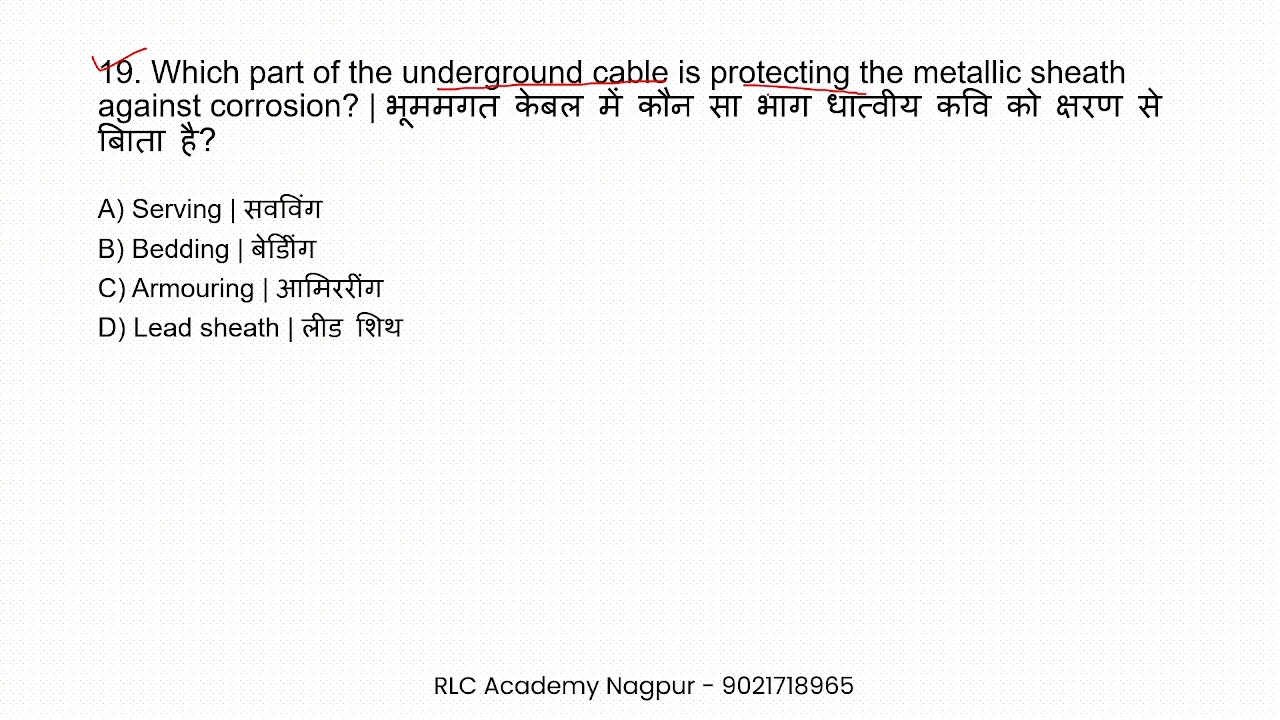 19. Which part of the underground cable is protecting the metallic sheath
against corrosion? | भूममगत केबल में कौन सा भाग धात्वीय कवि को क्षरण से
बिाता है?
A) Serving | सवविंग
B) Bedding | बेडिींग
C) Armouring | आमिररींग
D) Lead sheath | लीड शिथ
RLC Academy Nagpur - 9021718965